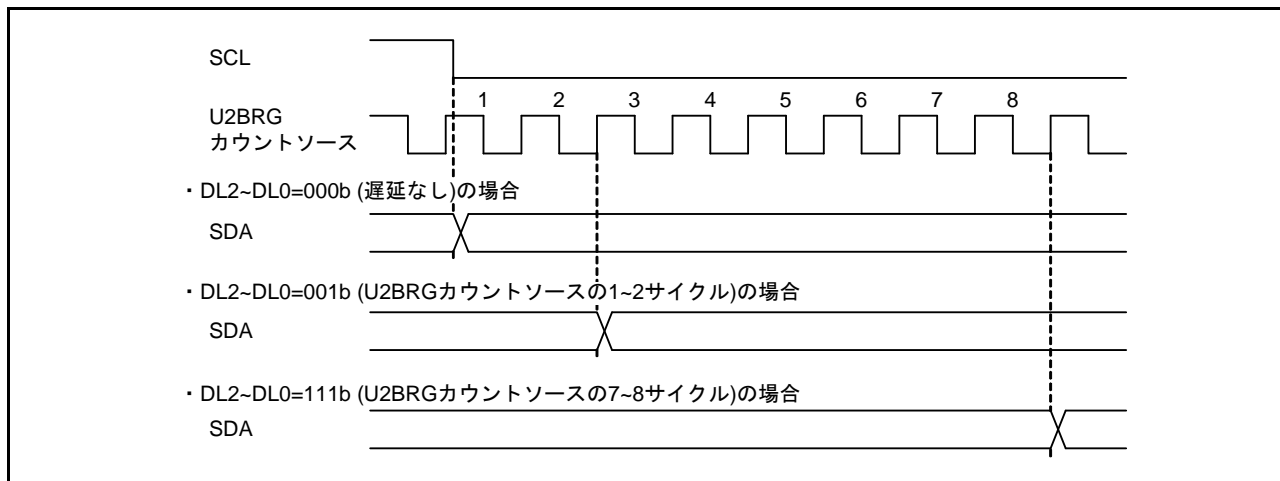 SCL
1 2 3 4 5 6 7 8
U2BRG
カウントソース
・DL2~DL0=000b (遅延なし)の場合
SDA
・DL2~DL0=001b (U2BRGカウントソースの1~2サイクル)の場合
SDA
・DL2~DL0=111b (U2BRGカウントソースの7~8サイクル)の場合
SDA